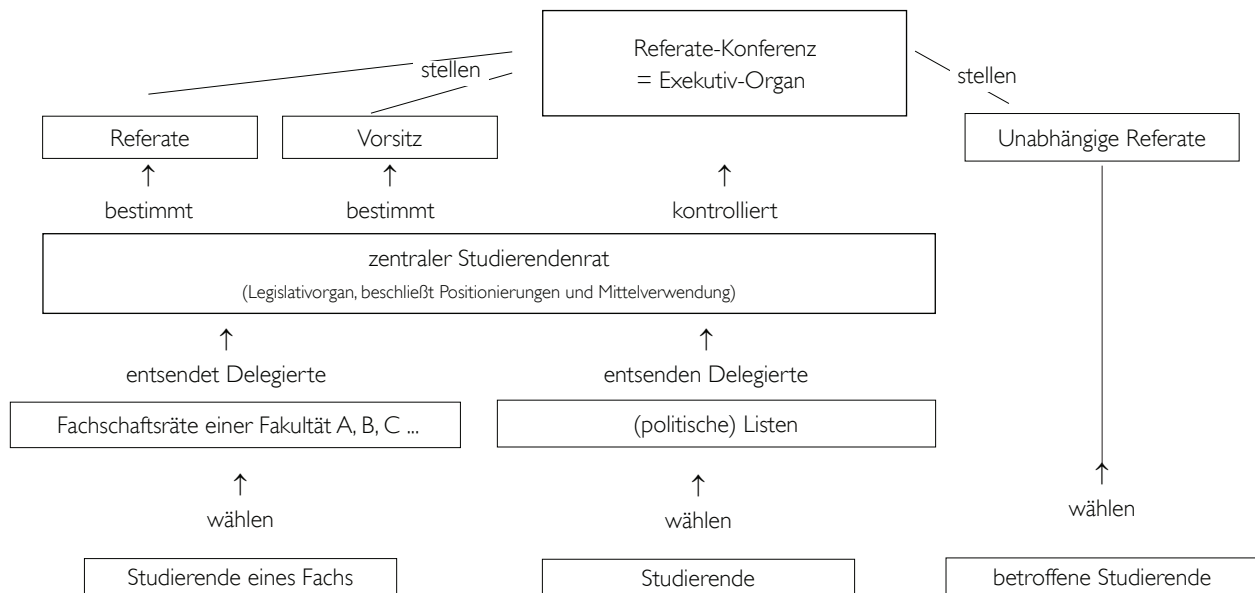 Referate-Konferenz
= Exekutiv-Organ
stellen
stellen
Referate
Vorsitz
Unabhängige Referate
↑
↑
↑
bestimmt
bestimmt
kontrolliert
zentraler Studierendenrat
(Legislativorgan, beschließt Positionierungen und Mittelverwendung)
↑
↑
entsendet Delegierte
entsenden Delegierte
Fachschaftsräte einer Fakultät A, B, C ...
(politische) Listen
↑
↑
↑
wählen
wählen
wählen
Studierende eines Fachs
Studierende
betroffene Studierende